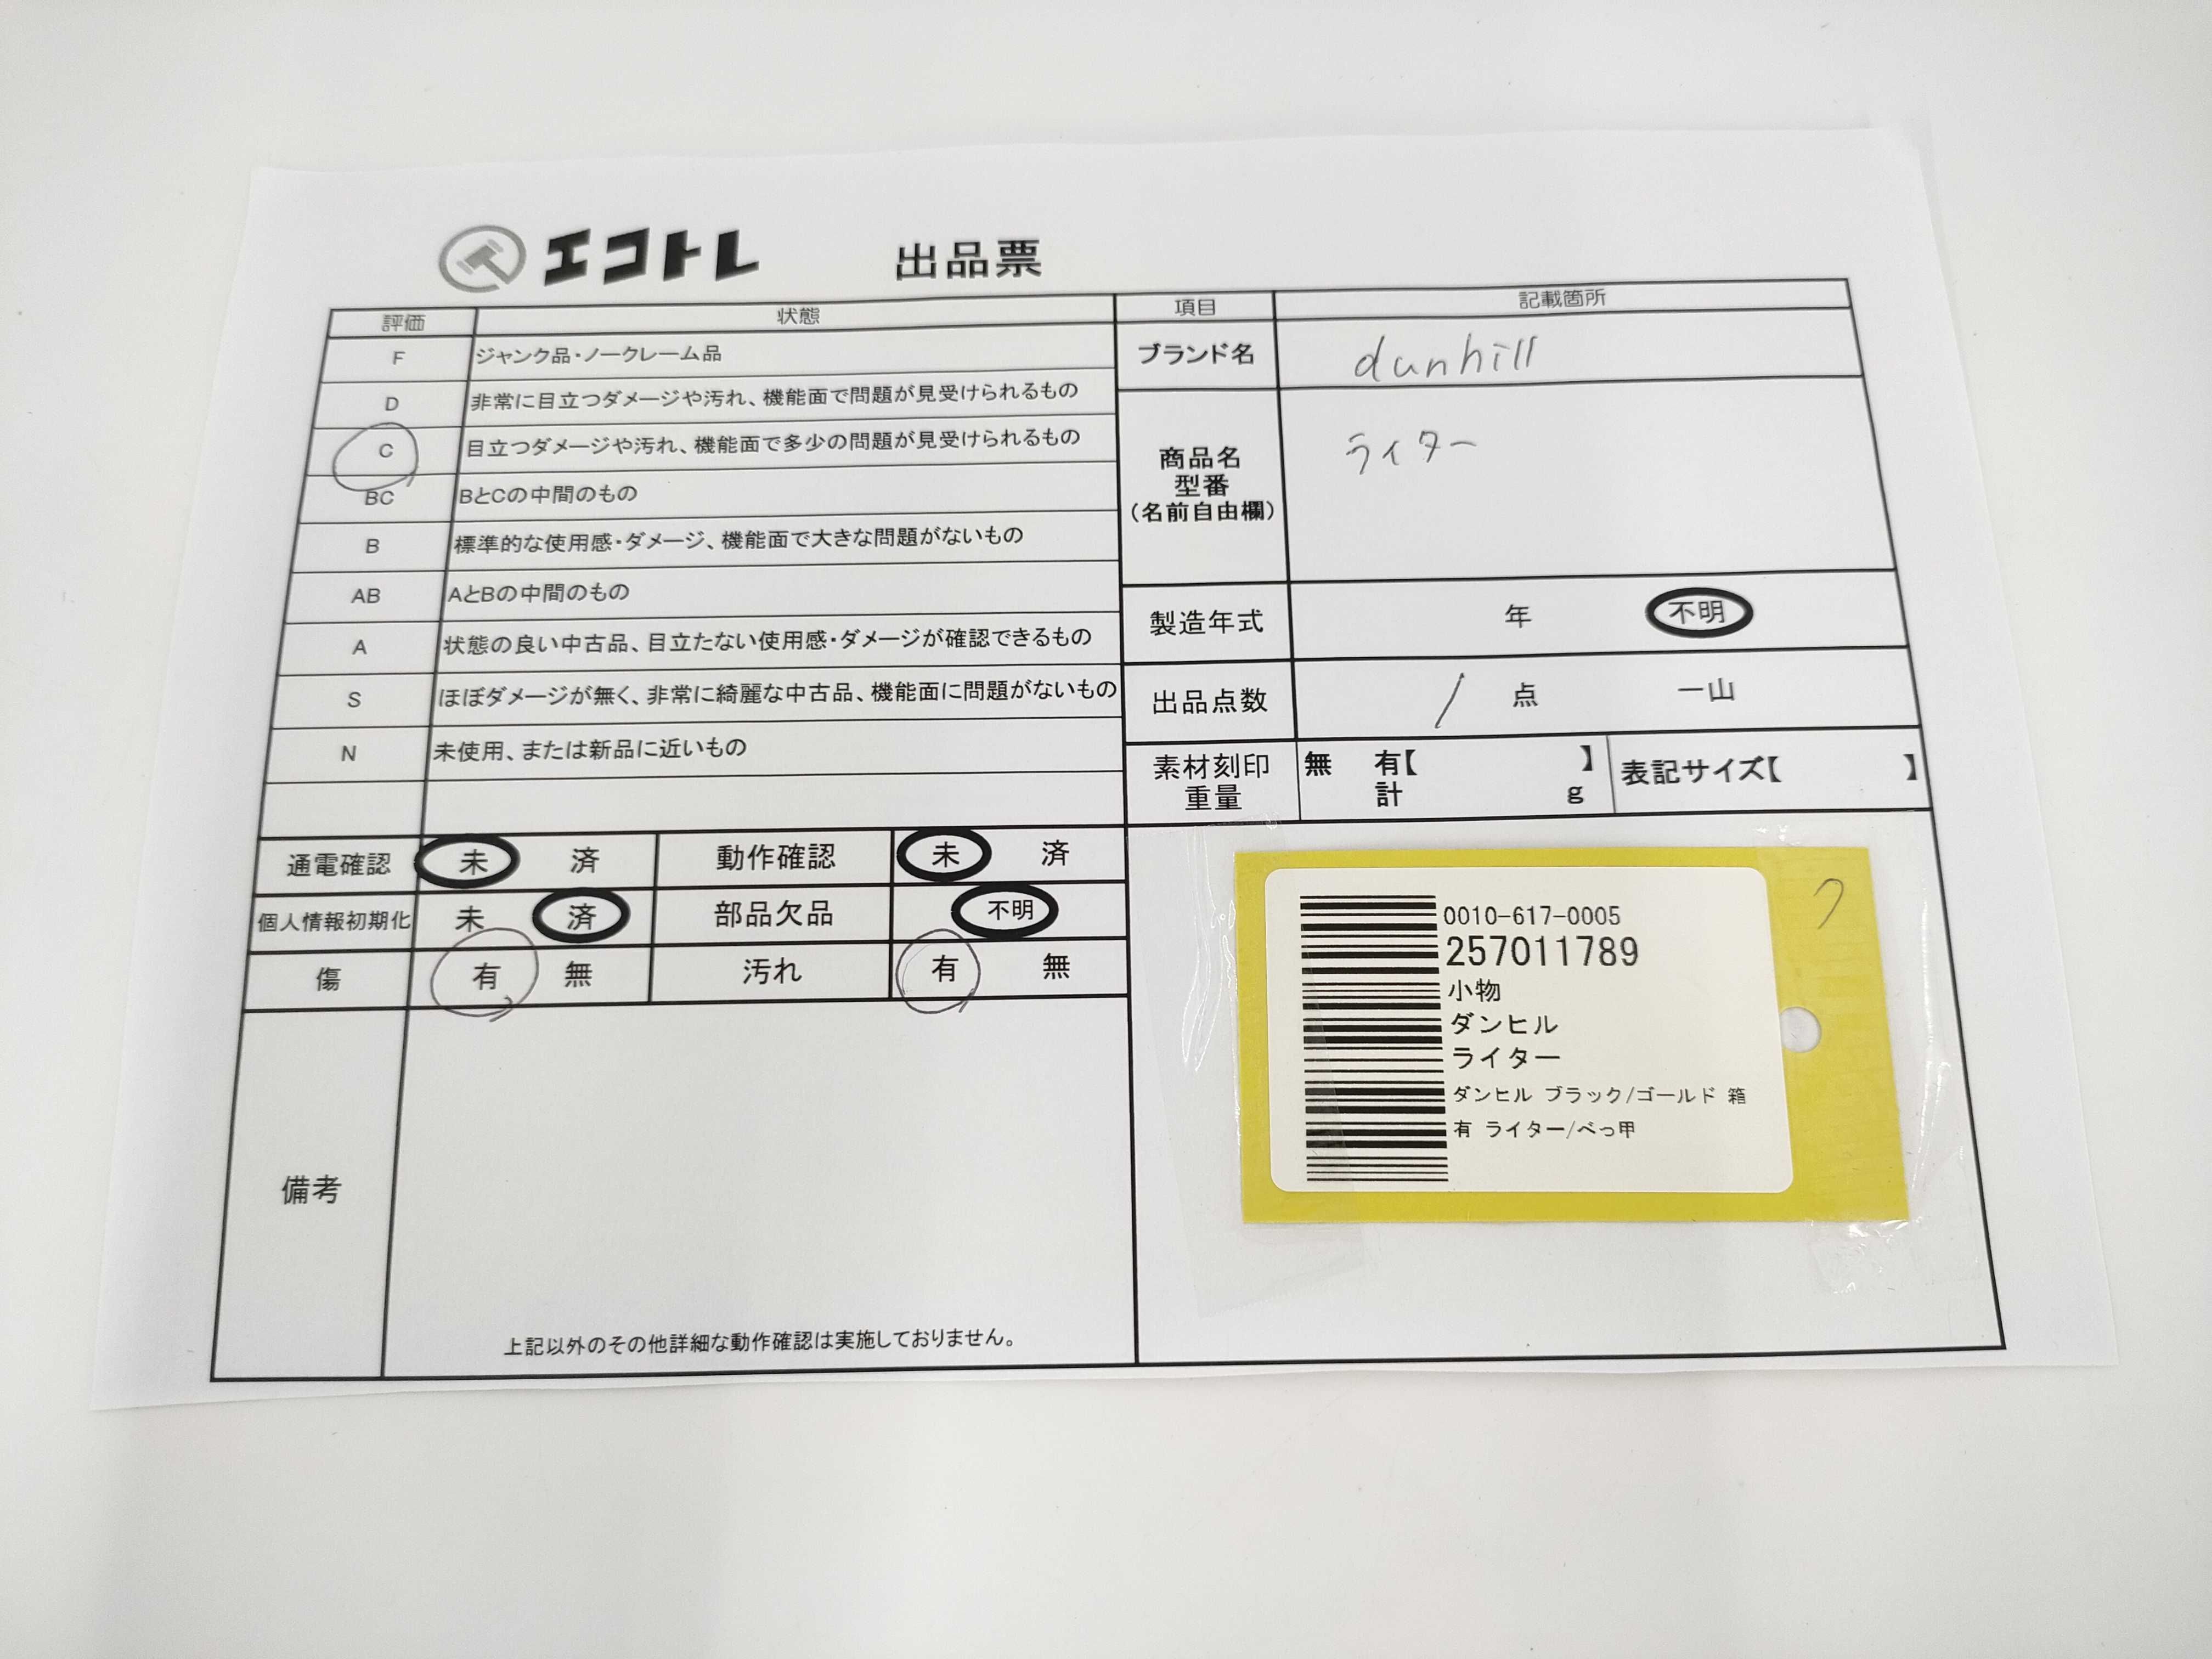 エコトレ 出品票
評価 状態
F ジャンク品・ノークレーム品
D 非常に目立つダメージや汚れ、機能面で問題が見受けられるもの
C 目立つダメージや汚れ、機能面で多少の問題が見受けられるもの
BC BとCの中間のもの
B 標準的な使用感・ダメージ、機能面で大きな問題がないもの
AB AとBの中間のもの
A 状態の良い中古品、目立たない使用感・ダメージが確認できるもの
S ほぼダメージが無く、非常に綺麗な中古品、機能面に問題がないもの
N 未使用、または新品に近いもの
通電確認 未 済 動作確認 未 済
個人情報初期化 未 済 部品欠品 不明
傷 有 無 汚れ 有 無
備考
上記以外のその他詳細な動作確認は実施しておりません。
項目 記載箇所
ブランド名 dunhill
商品名
型番
(名前自由欄)
ライター
製造年式 年 不明
出品点数 / 点 一山
素材刻印 無 有【 】
重量 計 g
表記サイズ【 】
0010-617-0005
257011789
小物
ダンヒル
ライター
ダンヒル ブラック/ゴールド 箱
有 ライター/べっ甲